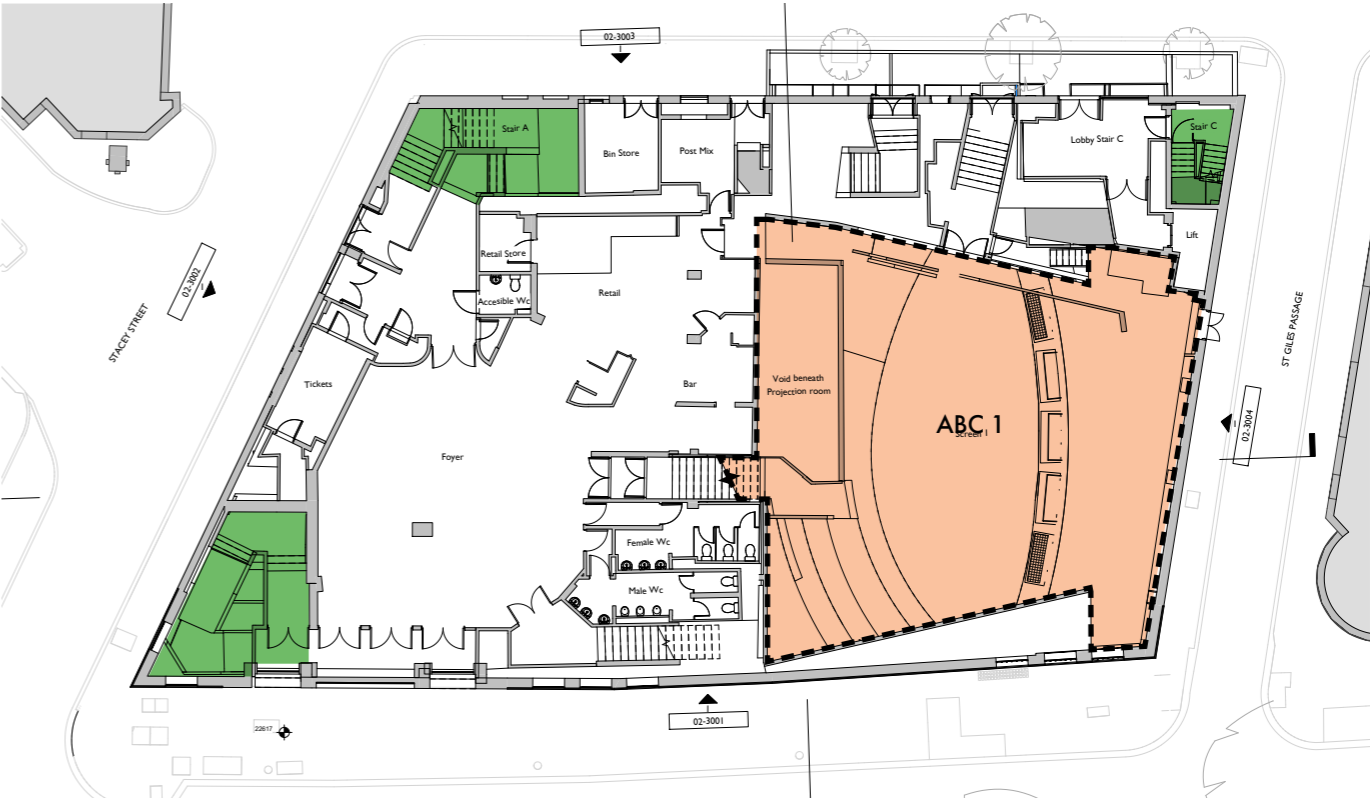 02-3003
Stair A
Bin Store
Post Mix
Lobby Stair C
Stair C
Lift
Retail Store
Accesible Wc
Retail
02-3002
STACEY STREET
ST GILES PASSAGE
Tickets
Bar
Void beneath
Projection room
ABC 1
Screen 1
02-3004
Foyer
Female Wc
Male Wc
02-3001
22617